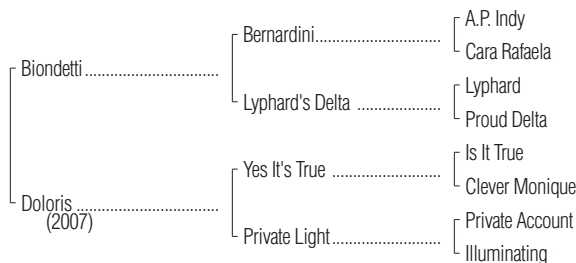 A.P. Indy
Bernardini
Cara Rafaela
Biondetti
Lyphard
Lyphard's Delta
Proud Delta
Is It True
Yes It's True
Clever Monique
Doloris
(2007)
Private Account
Private Light
Illuminating